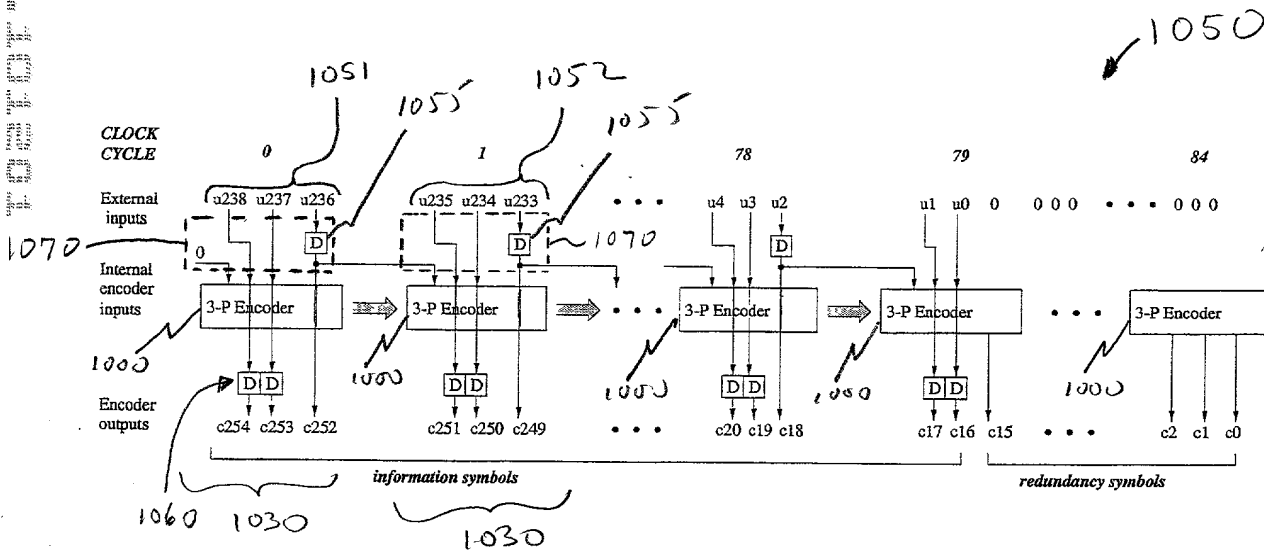 1050
1051
1055
1052
1055
CLOCK CYCLE 0 1 78 79 84
External inputs u238 u237 u236 u235 u234 u233 • • • u4 u3 u2 u1 u0 0 0 0 0 • • • 0 0 0
D D D
1070 1070
0
Internal encoder inputs
3-P Encoder 3-P Encoder • • • 3-P Encoder 3-P Encoder • • • 3-P Encoder
1000 1000 1000 1000 1000
D D D D D D D D
Encoder outputs
c254 c253 c252 c251 c250 c249 • • • c20 c19 c18 c17 c16 c15 • • • c2 c1 c0
information symbols redundancy symbols
1060 1030 1030